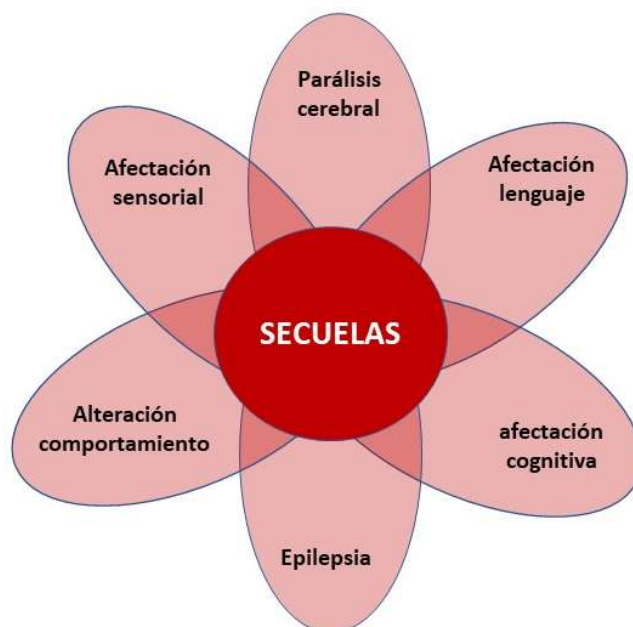 Parálisis
cerebral
Afectación
lenguaje
afectación
cognitiva
Epilepsia
Alteración
comportamiento
Afectación
sensorial
SECUELAS